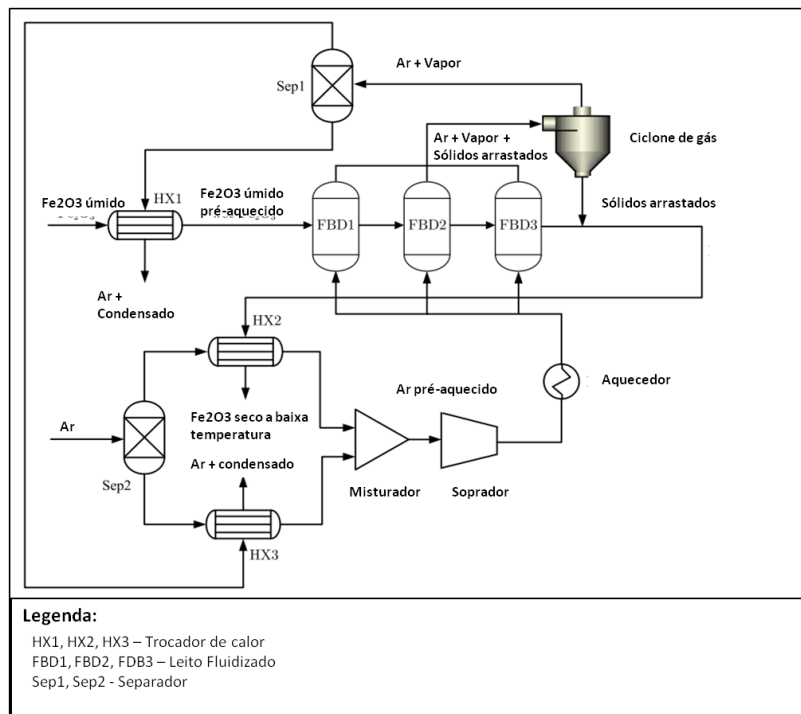 Ar + Vapor
Sep1
Ar + Vapor +
Sólidos arrastados
Ciclone de gás
Fe2O3 úmido
HX1
Fe2O3 úmido
pré-aquecido
FBD1
FBD2
FBD3
Sólidos arrastados
Ar +
Condensado
HX2
Ar pré-aquecido
Aquecedor
Ar
Fe2O3 seco a baixa
temperatura
Ar + condensado
Sep2
Misturador
Soprador
HX3
Legenda:
HX1, HX2, HX3 – Trocador de calor
FBD1, FBD2, FDB3 – Leito Fluidizado
Sep1, Sep2 - Separador